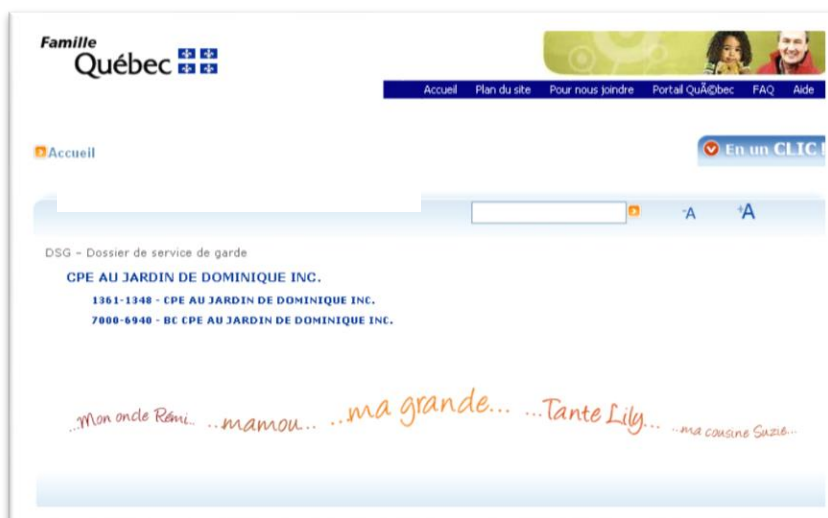 Famille
Québec
Accueil Plan du site Pour nous joindre Portail QuÃ©bec FAQ Aide
Accueil
En un CLIC !
-A +A
DSG - Dossier de service de garde
CPE AU JARDIN DE DOMINIQUE INC.
1361-1348 - CPE AU JARDIN DE DOMINIQUE INC.
7000-6940 - BC CPE AU JARDIN DE DOMINIQUE INC.
...Mon oncle Rémi... ...mamou... ...ma grande... ...Tante Lily... ...ma cousine Suzie...